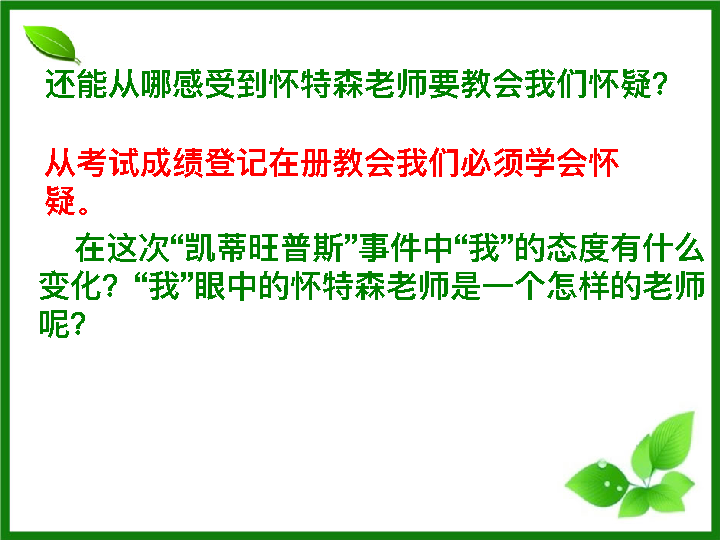 还能从哪感受到怀特森老师要教会我们怀疑？
从考试成绩登记在册教会我们必须学会怀
疑。
在这次“凯蒂旺普斯”事件中“我”的态度有什么
变化？“我”眼中的怀特森老师是一个怎样的老师
呢？